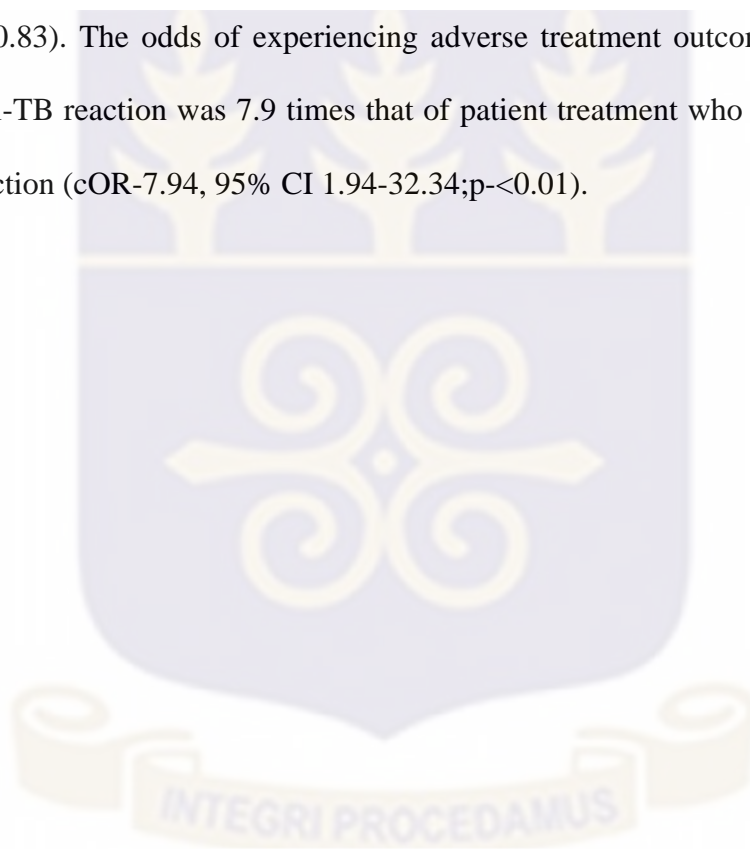 0.83). The odds of experiencing adverse treatment outcor
-TB reaction was 7.9 times that of patient treatment who
ction (cOR-7.94, 95% CI 1.94-32.34;p-<0.01).
INTEGRI PROCEDAMUS